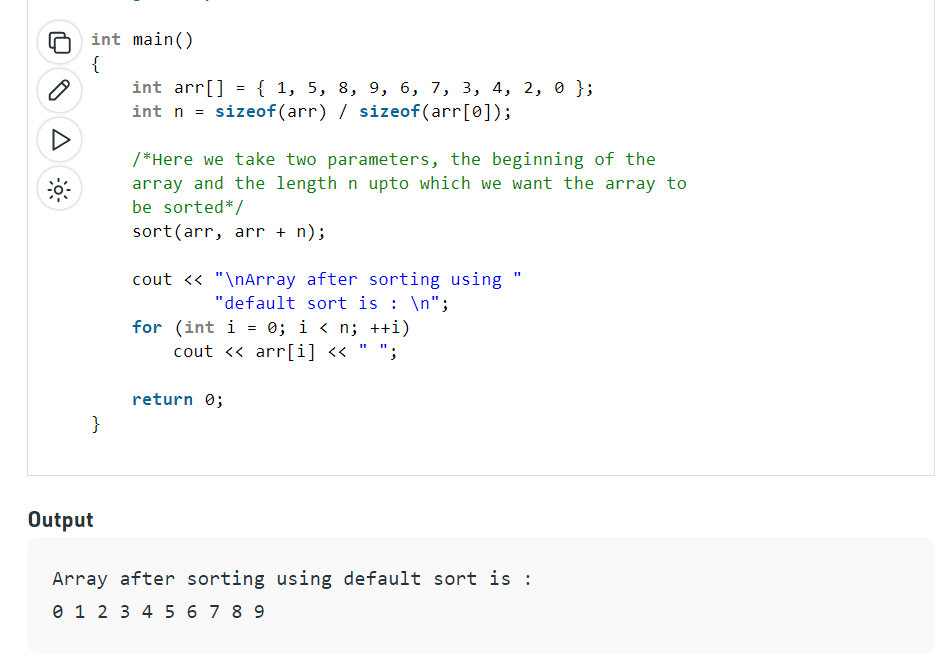 int main()
{
    int arr[] = { 1, 5, 8, 9, 6, 7, 3, 4, 2, 0 };
    int n = sizeof(arr) / sizeof(arr[0]);
    /*Here we take two parameters, the beginning of the
    array and the length n upto which we want the array to
    be sorted*/
    sort(arr, arr + n);
    cout << "\nArray after sorting using "
            "default sort is : \n";
    for (int i = 0; i < n; ++i)
        cout << arr[i] << " ";
    return 0;
}
Output
Array after sorting using default sort is :
0 1 2 3 4 5 6 7 8 9